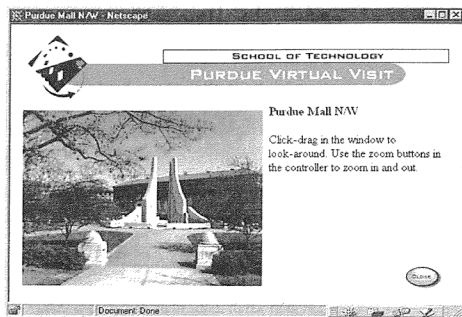 Purdue Mall N/W - Netscape
SCHOOL OF TECHNOLOGY
PURDUE VIRTUAL VISIT
Purdue Mall N/W
Click-drag in the window to
look-around. Use the zoom buttons in
the controller to zoom in and out.
CLOSE
Document: Done